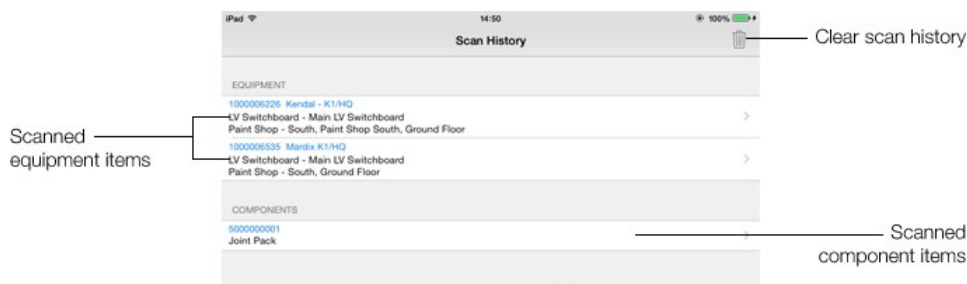 iPad 14:50 100%
Scan History
Clear scan history
EQUIPMENT
1000006226 Kendal - K1/HQ
LV Switchboard - Main LV Switchboard
Paint Shop - South, Paint Shop South, Ground Floor
Scanned
equipment items
1000006535 Mardix K1/HQ
LV Switchboard - Main LV Switchboard
Paint Shop - South, Ground Floor
COMPONENTS
5000000001
Joint Pack
Scanned
component items